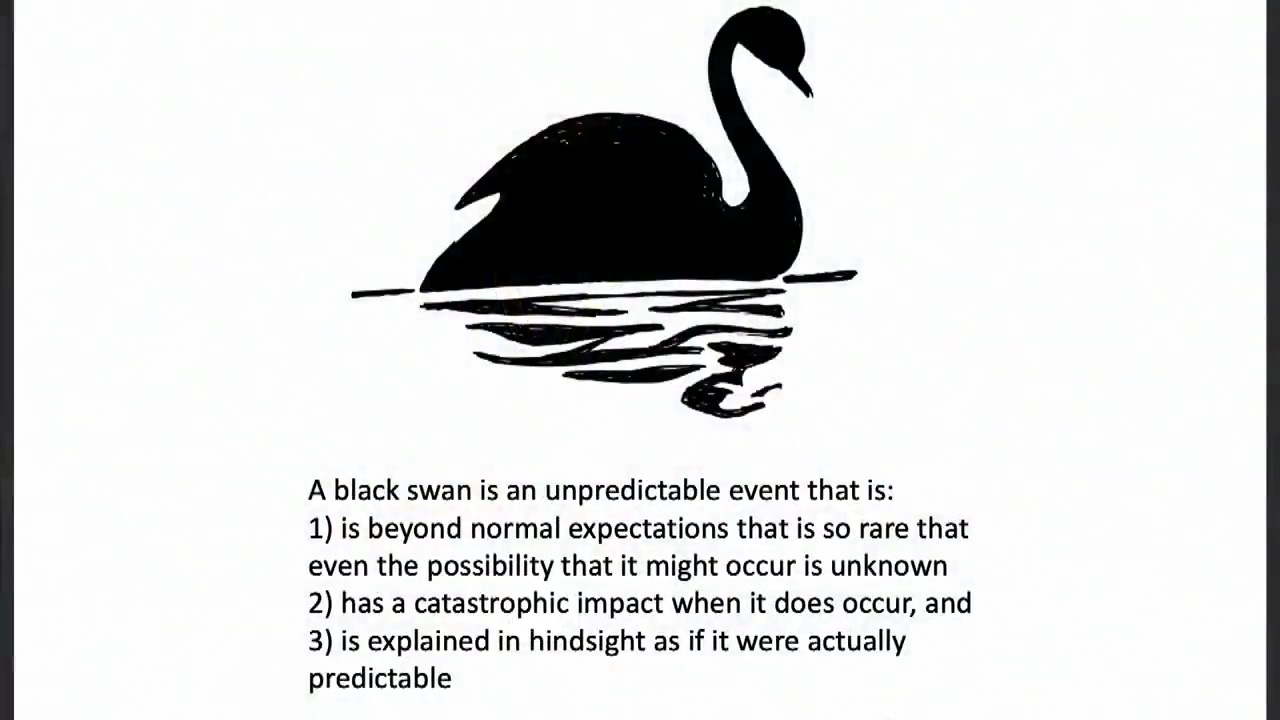 A black swan is an unpredictable event that is:
1) is beyond normal expectations that is so rare that
even the possibility that it might occur is unknown
2) has a catastrophic impact when it does occur, and
3) is explained in hindsight as if it were actually
predictable